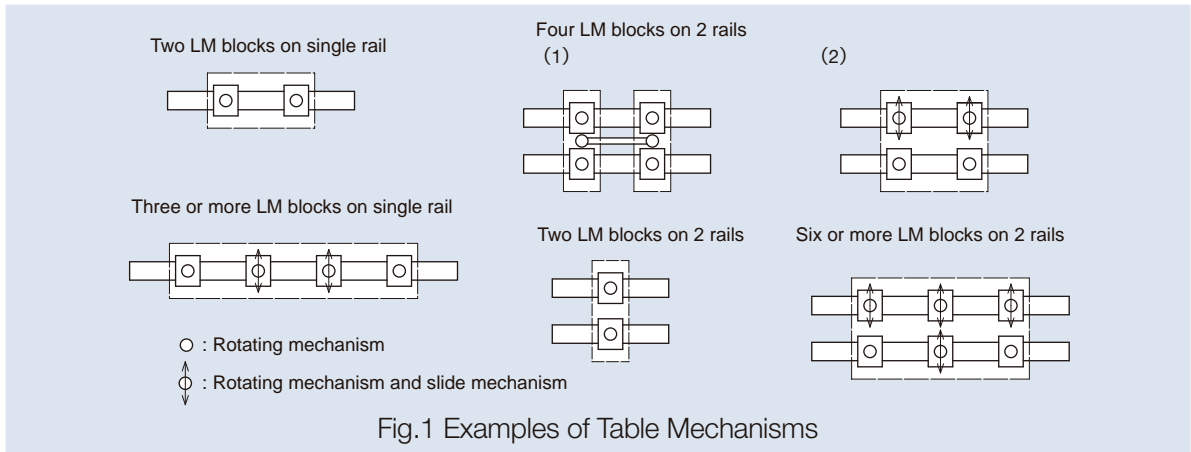 Two LM blocks on single rail
Four LM blocks on 2 rails
(1)
(2)
Three or more LM blocks on single rail
Two LM blocks on 2 rails
Six or more LM blocks on 2 rails
: Rotating mechanism
: Rotating mechanism and slide mechanism
Fig.1 Examples of Table Mechanisms